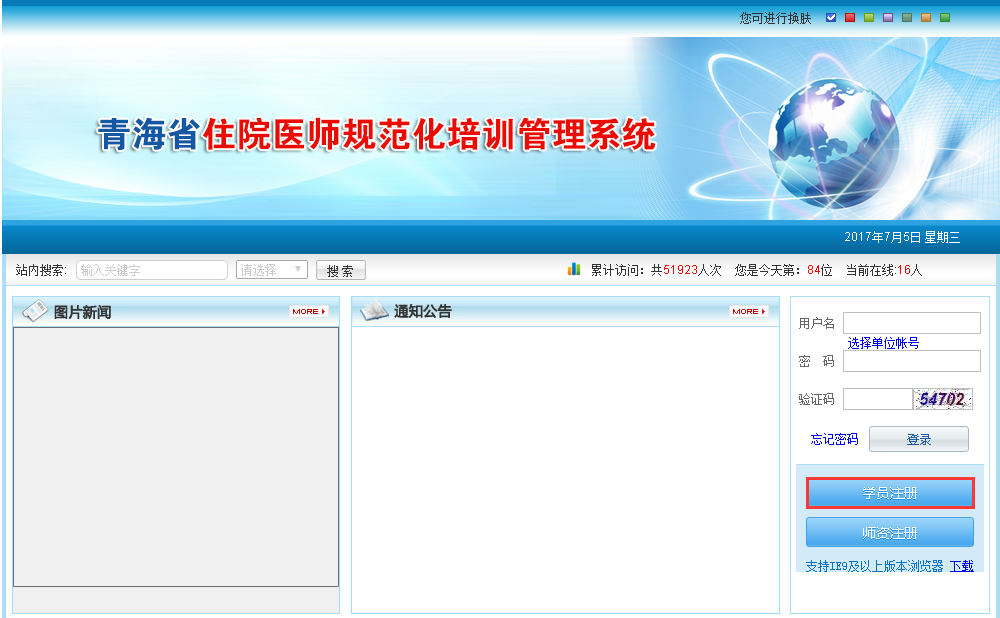 您可进行换肤
青海省住院医师规范化培训管理系统
2017年7月5日 星期三
站内搜索: 输入关键字 请选择 搜 索 累计访问：共51923人次 您是今天第：84位 当前在线:16人
图片新闻 MORE
通知公告 MORE
用户名
选择单位帐号
密 码
验证码 54702
忘记密码 登录
学员注册
师资注册
支持IE9及以上版本浏览器 下载